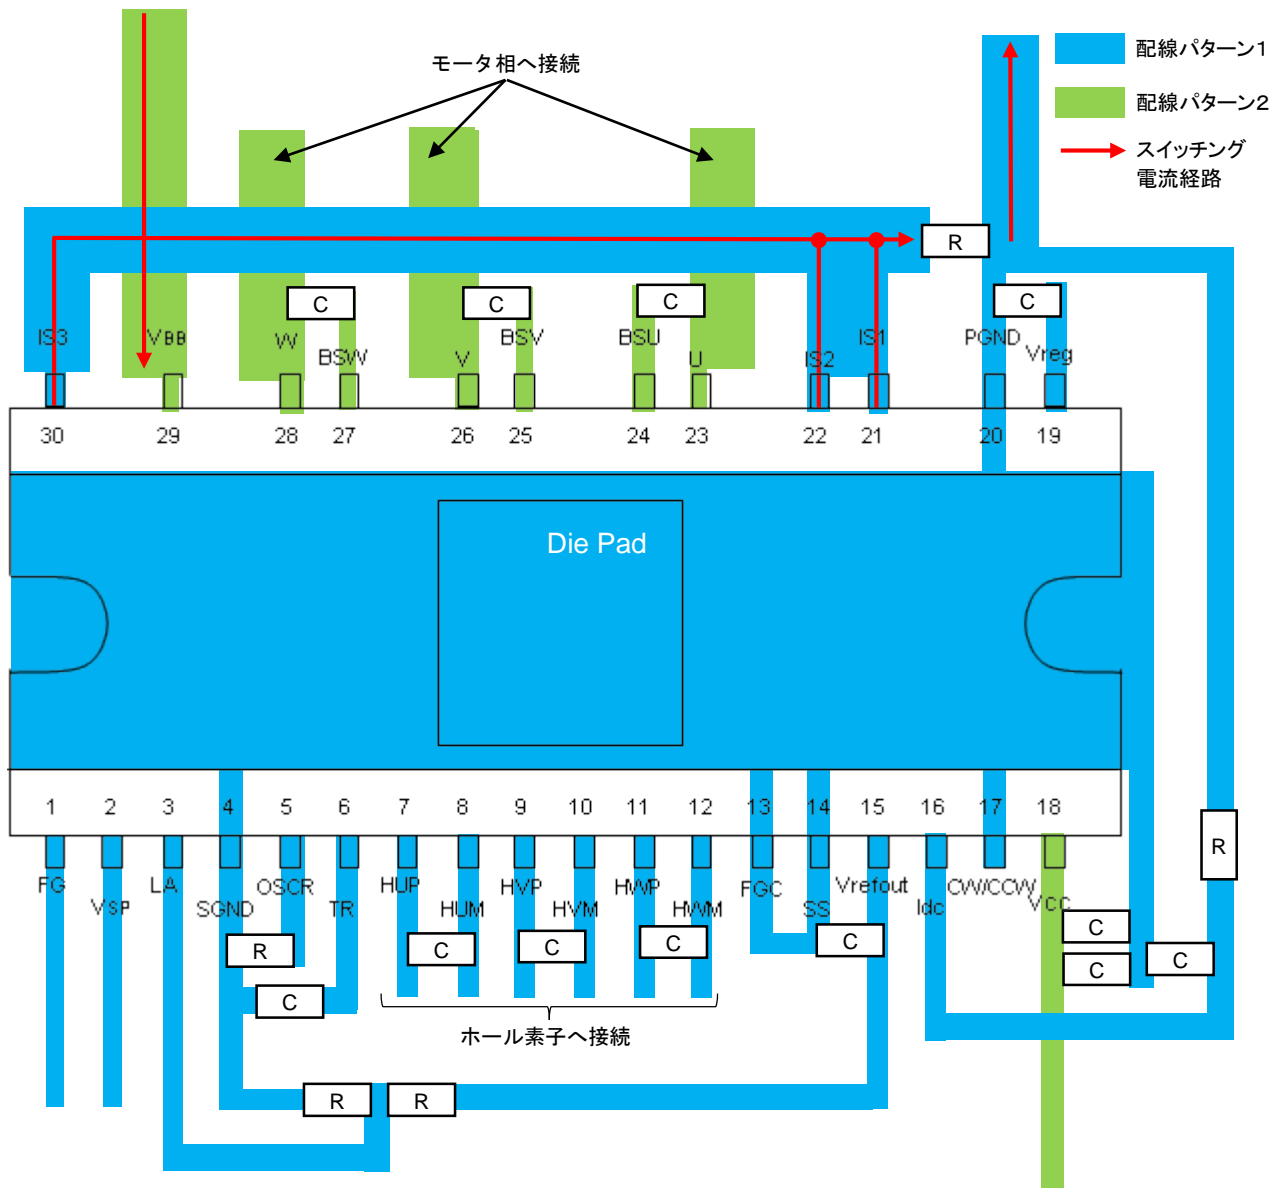 配線パターン1
モータ相へ接続
配線パターン2
スイッチング
電流経路
R
C
C
C
C
IS3
VBB
W
BSW
V
BSV
BSU
U
IS2
IS1
PGND
Vreg
30
29
28
27
26
25
24
23
22
21
20
19
Die Pad
1
2
3
4
5
6
7
8
9
10
11
12
13
14
15
16
17
18
R
FG
VSP
LA
SGND
OSCR
TR
HUP
HUM
HVP
HVM
HWP
HWM
FGC
SS
Vrefout
Idc
CW/CCW
VCC
R
C
C
C
C
C
C
C
C
ホール素子へ接続
R
R